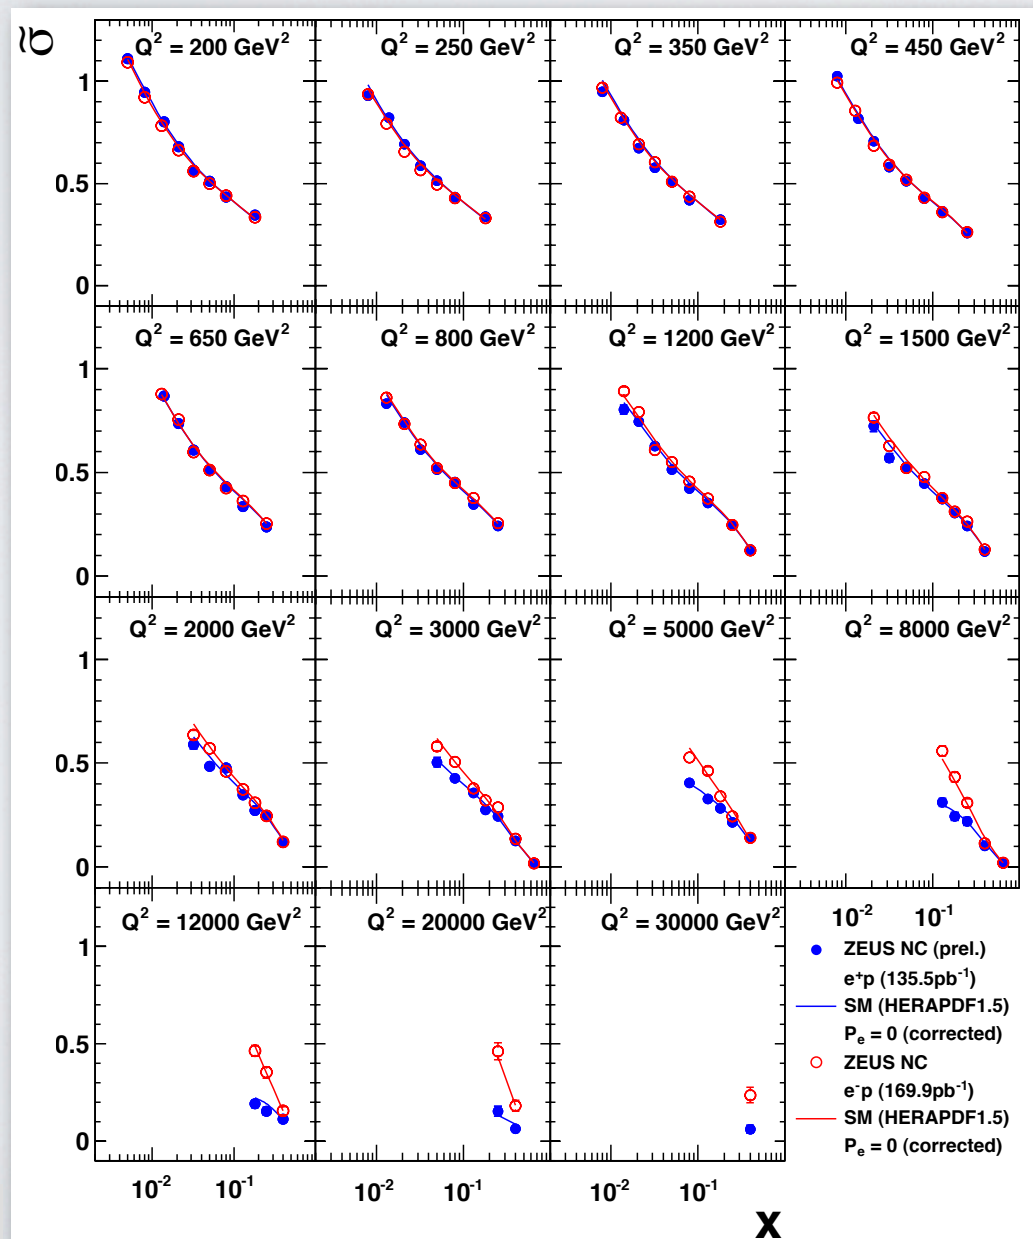 σ̃
Q² = 200 GeV²
Q² = 250 GeV²
Q² = 350 GeV²
Q² = 450 GeV²
1
0.5
0
Q² = 650 GeV²
Q² = 800 GeV²
Q² = 1200 GeV²
Q² = 1500 GeV²
1
0.5
0
Q² = 2000 GeV²
Q² = 3000 GeV²
Q² = 5000 GeV²
Q² = 8000 GeV²
1
0.5
0
Q² = 12000 GeV²
Q² = 20000 GeV²
Q² = 30000 GeV²
10⁻² 10⁻¹
1
0.5
0
ZEUS NC (prel.)
e⁺p (135.5pb⁻¹)
SM (HERAPDF1.5)
Pₑ = 0 (corrected)
ZEUS NC
e⁻p (169.9pb⁻¹)
SM (HERAPDF1.5)
Pₑ = 0 (corrected)
10⁻² 10⁻¹
10⁻² 10⁻¹
10⁻² 10⁻¹
x